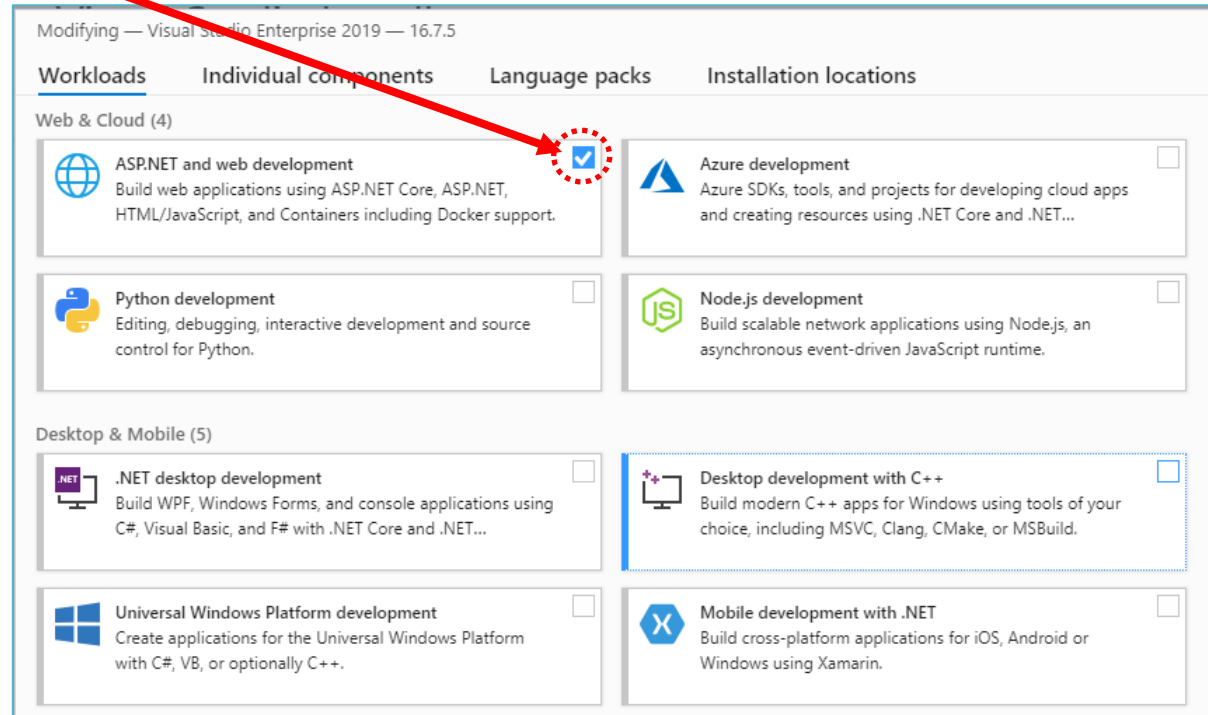 Modifying — Visual Studio Enterprise 2019 — 16.7.5
Workloads Individual components Language packs Installation locations
Web & Cloud (4)
ASP.NET and web development
Build web applications using ASP.NET Core, ASP.NET,
HTML/JavaScript, and Containers including Docker support.
Azure development
Azure SDKs, tools, and projects for developing cloud apps
and creating resources using .NET Core and .NET...
Python development
Editing, debugging, interactive development and source
control for Python.
JS
Node.js development
Build scalable network applications using Node.js, an
asynchronous event-driven JavaScript runtime.
Desktop & Mobile (5)
.NET
.NET desktop development
Build WPF, Windows Forms, and console applications using
C#, Visual Basic, and F# with .NET Core and .NET...
Desktop development with C++
Build modern C++ apps for Windows using tools of your
choice, including MSVC, Clang, CMake, or MSBuild.
Universal Windows Platform development
Create applications for the Universal Windows Platform
with C#, VB, or optionally C++.
Mobile development with .NET
Build cross-platform applications for iOS, Android or
Windows using Xamarin.